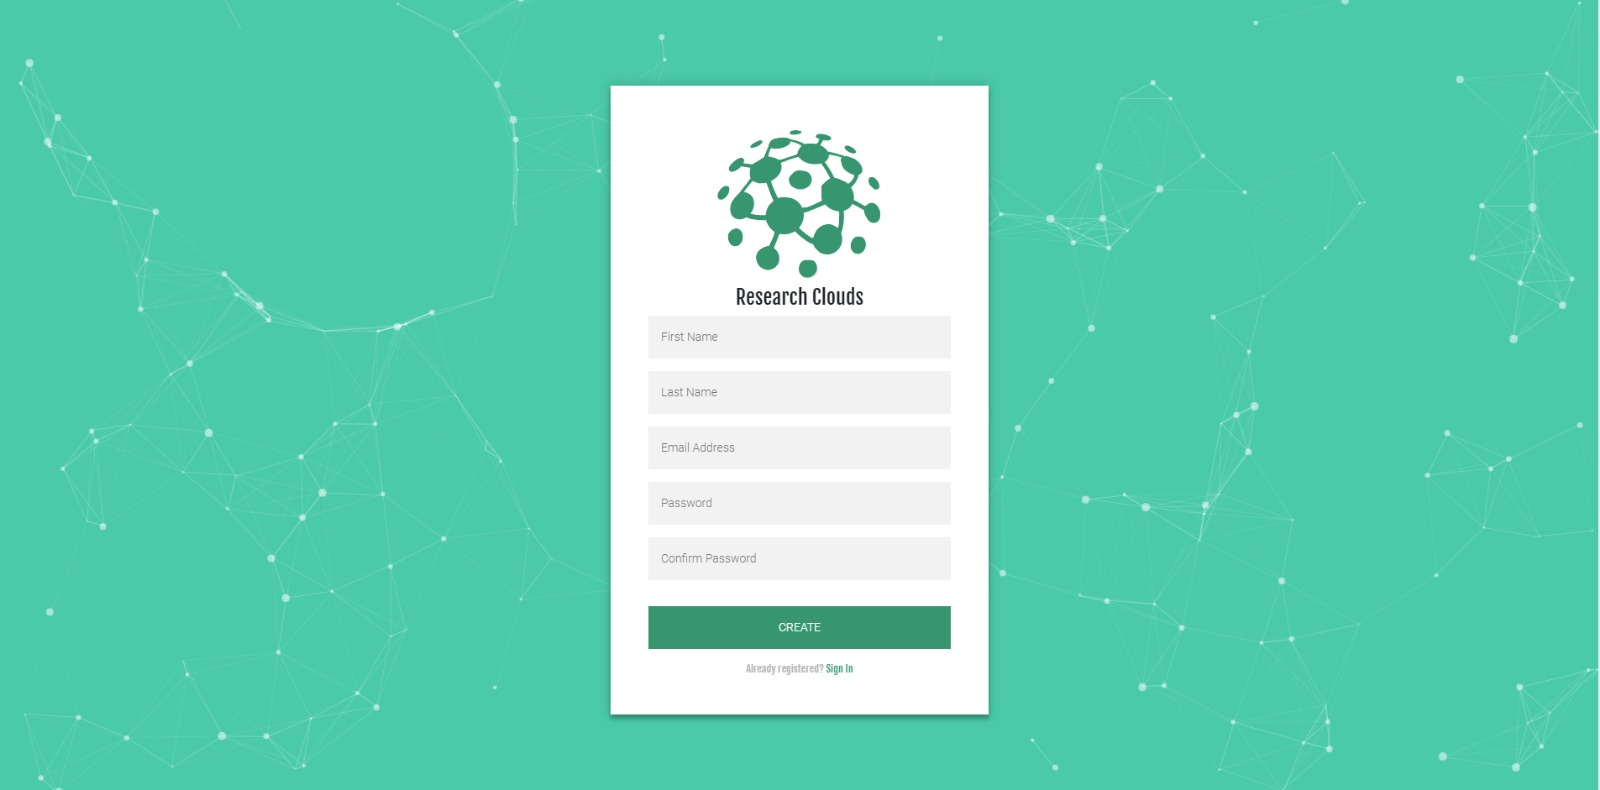 Research Clouds
First Name
Last Name
Email Address
Password
Confirm Password
CREATE
Already registered? Sign In